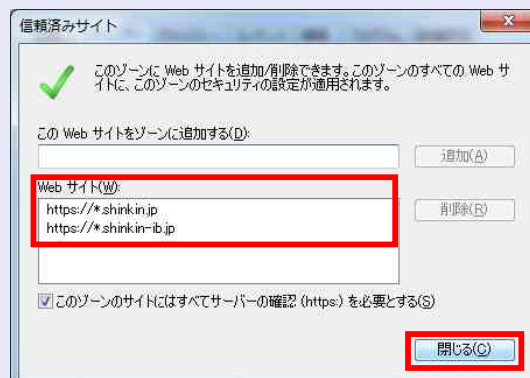 信頼済みサイト
このゾーンに Web サイトを追加/削除できます。このゾーンのすべての Web サ
イトに、このゾーンのセキュリティの設定が適用されます。
この Web サイトをゾーンに追加する(D):
追加(A)
Web サイト(W):
https://*.shinkin.jp
削除(R)
https://*.shinkin-ib.jp
このゾーンのサイトにはすべてサーバーの確認 (https:) を必要とする(S)
閉じる(C)